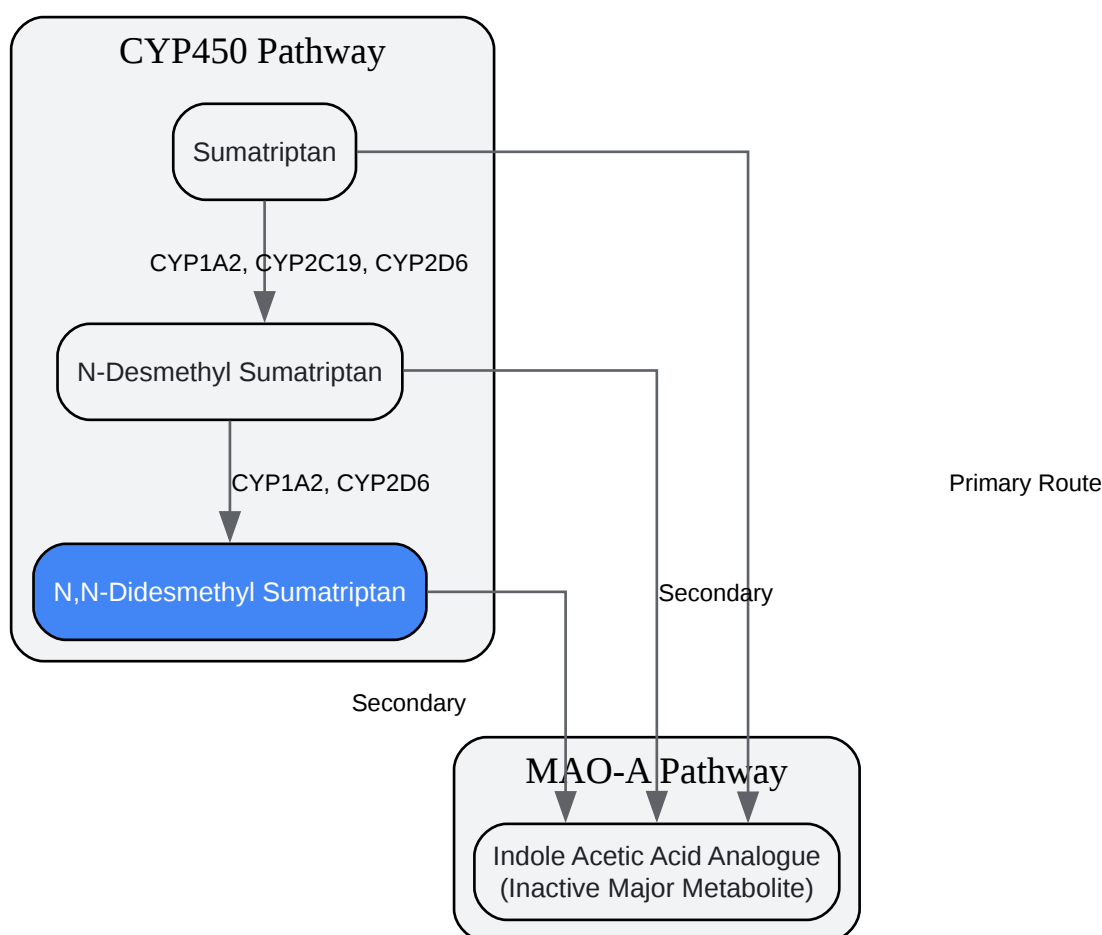 CYP450 Pathway
Sumatriptan
CYP1A2, CYP2C19, CYP2D6
N-Desmethyl Sumatriptan
CYP1A2, CYP2D6
Primary Route
N,N-Didesmethyl Sumatriptan
Secondary
Secondary
MAO-A Pathway
Indole Acetic Acid Analogue
(Inactive Major Metabolite)